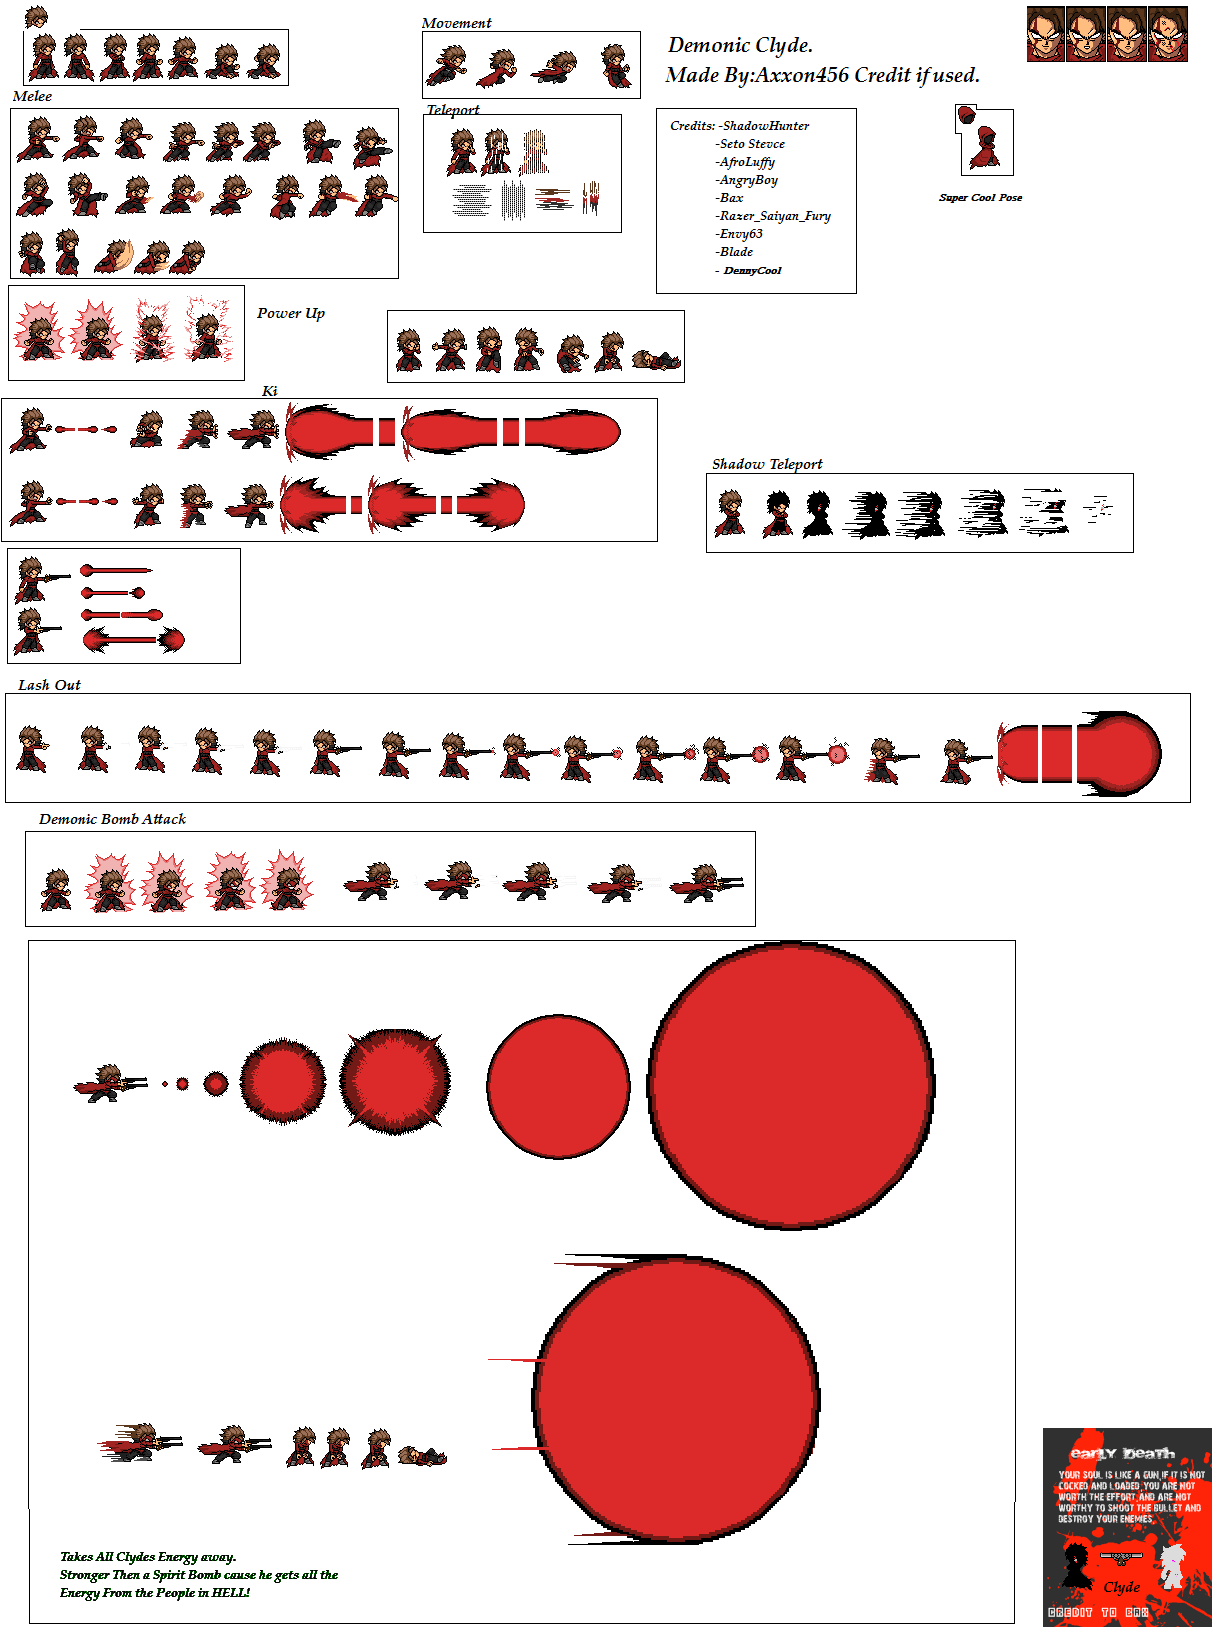 Movement
Demonic Clyde.
Made By:Axxon456 Credit if used.
Melee
Teleport
Credits: -ShadowHunter
-Seto Stevce
-AfroLuffy
-AngryBoy
-Bax
-Razer_Saiyan_Fury
-Envy63
-Blade
- DennyCool
Super Cool Pose
Power Up
Ki
Shadow Teleport
Lash Out
Demonic Bomb Attack
Takes All Clydes Energy away.
Stronger Then a Spirit Bomb cause he gets all the
Energy From the People in HELL!
EARLY DEATH
YOUR SOUL IS LIKE A GUN,IF IT IS NOT
COCKED AND LOADED, YOU ARE NOT
WORTH THE EFFORT, AND ARE NOT
WORTHY TO SHOOT THE BULLET AND
DESTROY YOUR ENEMIES.
Clyde
CREDIT TO BAX